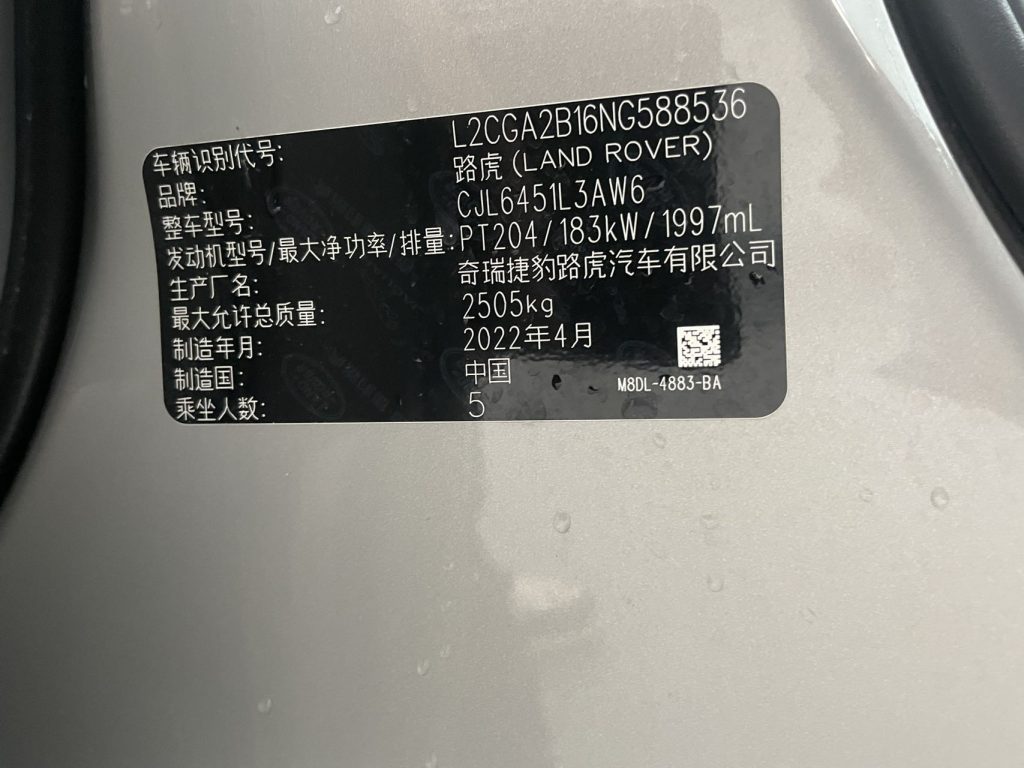 车辆识别代号: L2CGA2B16NG588536
品牌: 路虎 (LAND ROVER)
整车型号: CJL6451L3AW6
发动机型号/最大净功率/排量: PT204/183kW/1997mL
生产厂名: 奇瑞捷豹路虎汽车有限公司
最大允许总质量: 2505kg
制造年月: 2022年4月
制造国: 中国
乘坐人数: 5
M8DL-4883-BA